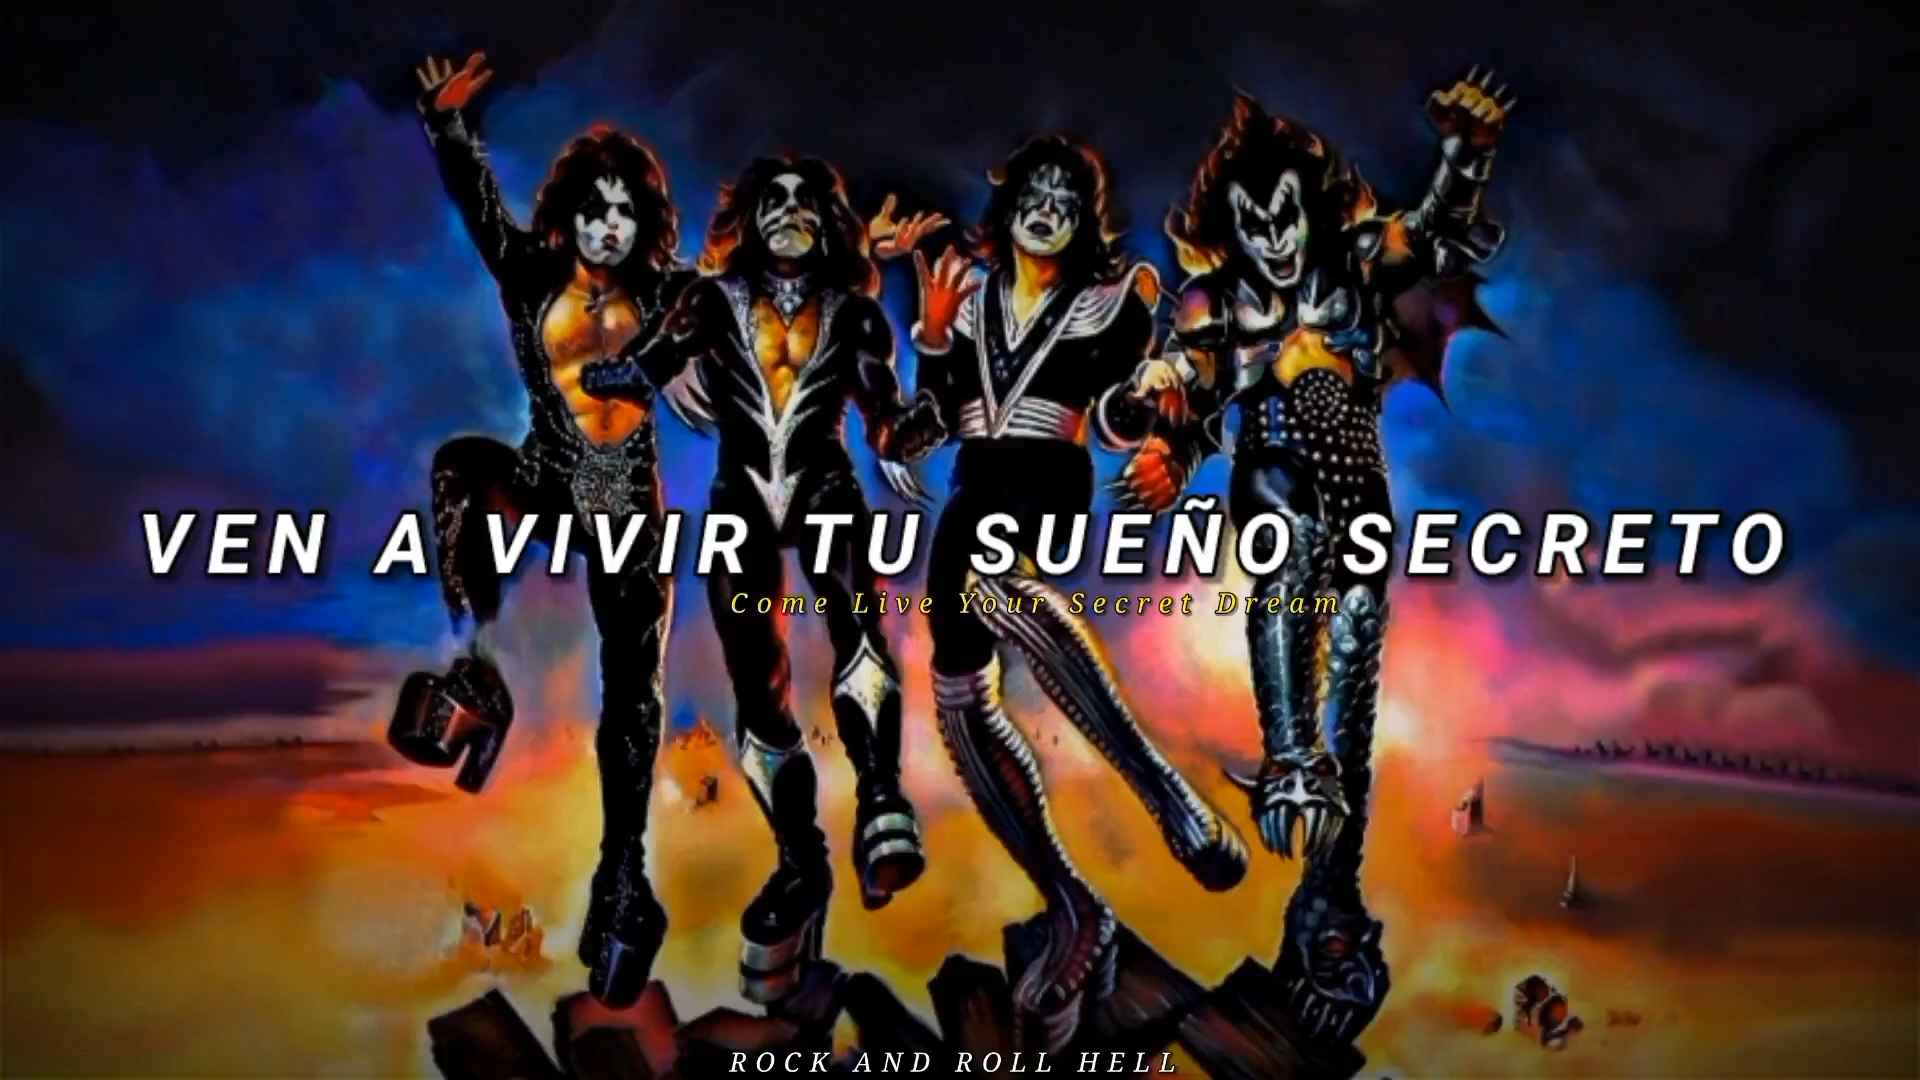 VEN A VIVIR TU SUEÑO SECRETO
Come Live Your Secret Dream
ROCK AND ROLL HELL